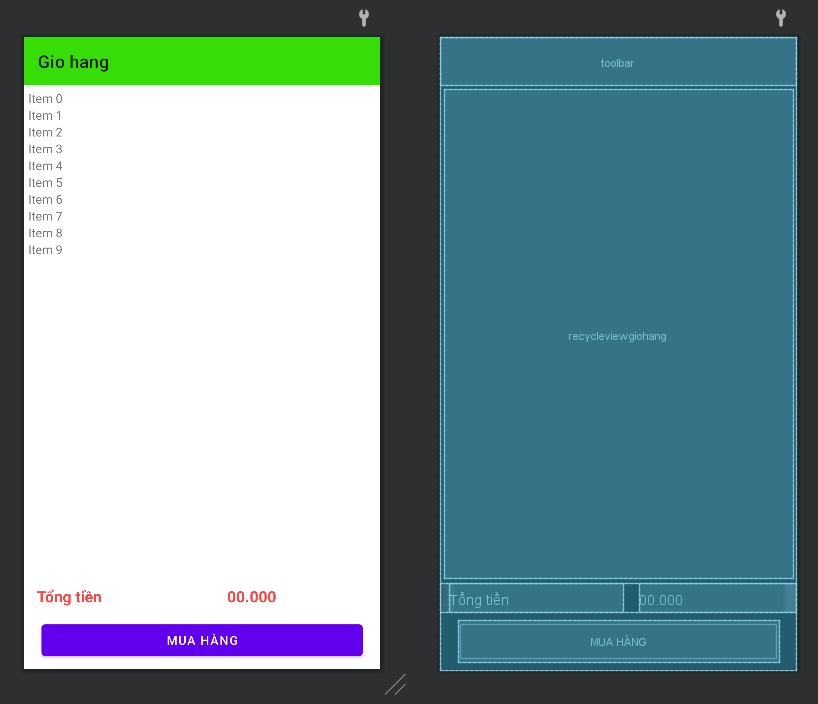 Gio hang
Item 0
Item 1
Item 2
Item 3
Item 4
Item 5
Item 6
Item 7
Item 8
Item 9
Tổng tiền 00.000
MUA HÀNG
toolbar
recycleviewgiohang
Tổng tiền 00.000
MUA HÀNG